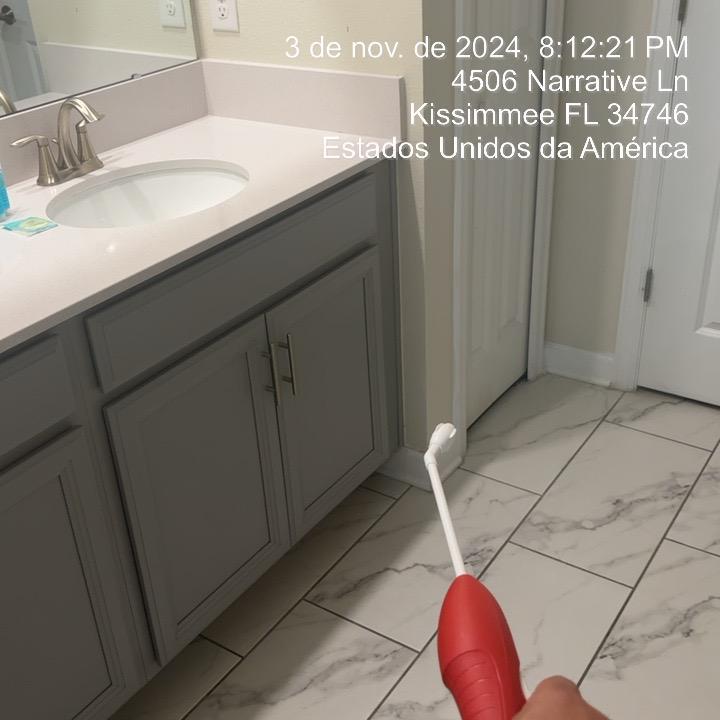 3 de nov. de 2024, 8:12:21 PM
4506 Narrative Ln
Kissimmee FL 34746
Estados Unidos da América